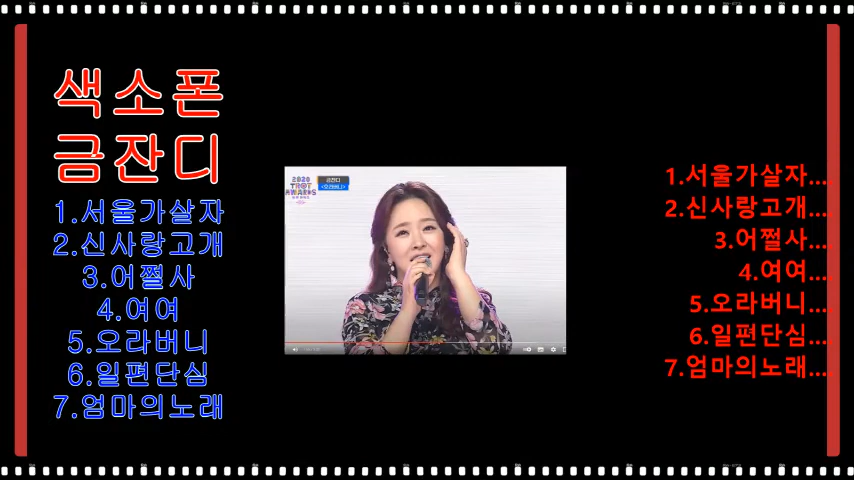 색소폰
금잔디
1.서울가살자
2.신사랑고개
3.어쩔사
4.여여
5.오라버니
6.일편단심
7.엄마의노래
2020
TROT
AWARDS
금잔디
<오라버니>
1.서울가살자....
2.신사랑고개....
3.어쩔사....
4.여여....
5.오라버니....
6.일편단심....
7.엄마의노래....